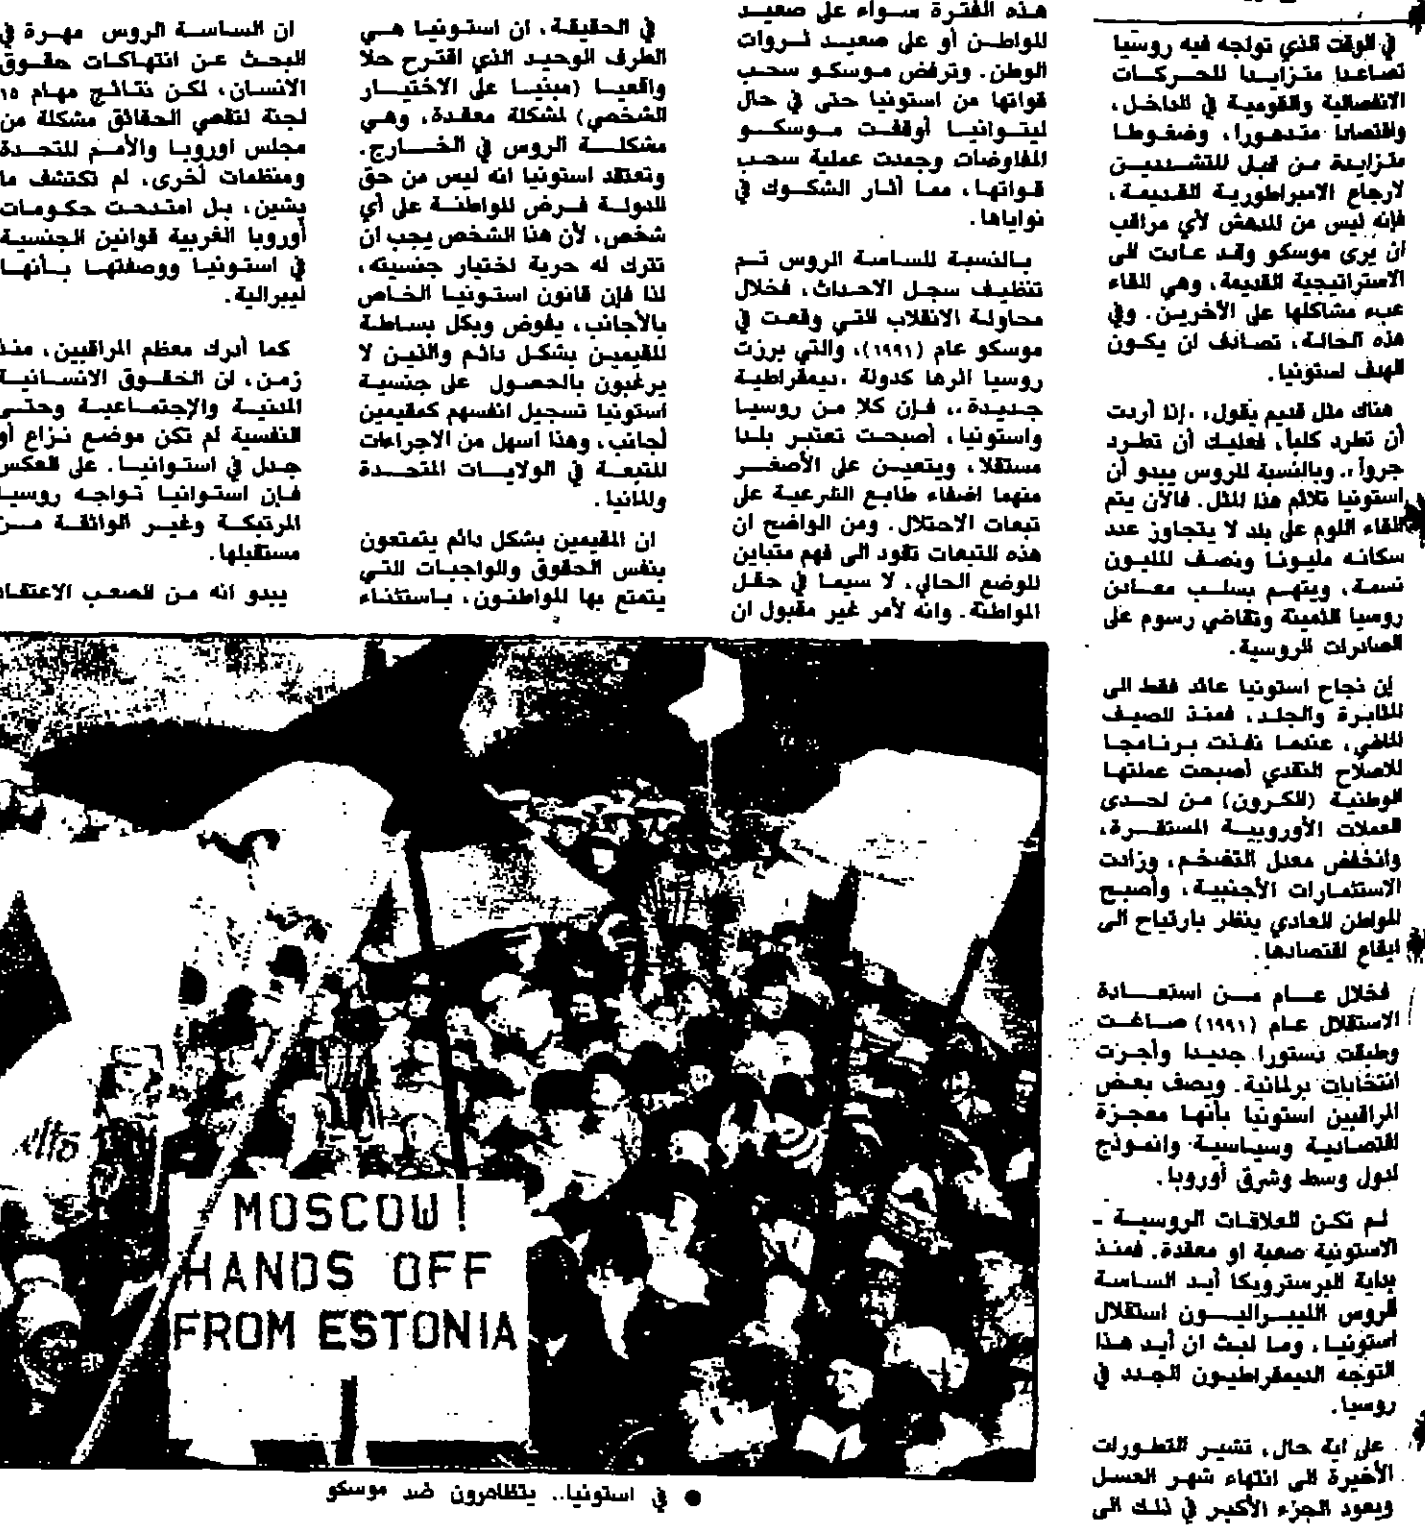 في الوقت الذي تواجه فيه روسيا
تصاعدا متزايدا للحركات
الانفصالية والقومية في الداخل،
واقتصادا متدهورا، وضغوطا
متزايدة من قبل المتشددين
لارجاع الامبراطورية القديمة،
فإنه ليس من المدهش لأي مراقب
أن يرى موسكو وقد عادت الى
الاستراتيجية القديمة، وهي القاء
عبء مشاكلها على الأخرين. وفي
هذه الحالة، تصادف ان يكون
الهدف استونيا.
هناك مثل قديم يقول، «إذا أردت
أن تطرد كلباً، فعليك أن تطرد
جرواً». وبالنسبة للروس يبدو أن
استونيا تلائم هذا المثل. فالآن يتم
القاء اللوم على بلد لا يتجاوز عدد
سكانه مليونا ونصف المليون
نسمة، ويتهم بسلب معادن
روسيا الثمينة وتقاضي رسوم على
الصادرات الروسية.
إن نجاح استونيا عائد فقط الى
المثابرة والجلد، فمنذ الصيف
الماضي، عندما نفذت برنامجا
للاصلاح النقدي أصبحت عملتها
الوطنية (الكرون) من احدى
العملات الأوروبية المستقرة،
وانخفض معدل التضخم، وزادت
الاستثمارات الأجنبية، وأصبح
المواطن العادي ينظر بارتياح الى
ايقاع اقتصادها.
فخلال عام من استعادة
الاستقلال عام (١٩٩١) صاغت
وطبقت دستورا جديدا وأجرت
انتخابات برلمانية. ويصف بعض
المراقبين استونيا بأنها معجزة
اقتصادية وسياسية وانموذج
لدول وسط وشرق أوروبا.
لم تكن العلاقات الروسية -
الاستونية صعبة او معقدة. فمنذ
بداية البرسترويكا أيد الساسة
الروس الليبراليون استقلال
استونيا، وما لبث ان أيد هذا
التوجه الديمقراطيون الجدد في
روسيا.
على اية حال، تشير التطورات
الأخيرة الى انتهاء شهر العسل
ويعود الجزء الأكبر في ذلك الى
هذه الفترة سواء على صعيد
المواطن أو على صعيد ثروات
الوطن. وترفض موسكو سحب
قواتها من استونيا حتى في حال
ليتوانيا أوقفت موسكو
المفاوضات وجمدت عملية سحب
قواتها، مما أثار الشكوك في
نواياها.
بالنسبة للساسة الروس تم
تنظيف سجل الاحداث، فخلال
محاولة الانقلاب التي وقعت في
موسكو عام (١٩٩١)، والتي برزت
روسيا اثرها كدولة «ديمقراطية
جديدة»، فإن كلا من روسيا
واستونيا، أصبحت تعتبر بلدا
مستقلا، ويتعين على الأصغر
منهما اضفاء طابع الشرعية على
تبعات الاحتلال. ومن الواضح ان
هذه التبعات تقود الى فهم متباين
للوضع الحالي، لا سيما في حقل
المواطنة. وانه لأمر غير مقبول ان
في الحقيقة، ان استونيا هي
الطرف الوحيد الذي اقترح حلا
واقعيا (مبنيا على الاختيار
الشخصي) لمشكلة معقدة، وهي
مشكلة الروس في الخارج.
وتعتقد استونيا انه ليس من حق
الدولة فرض المواطنة على أي
شخص، لأن هذا الشخص يجب ان
تترك له حرية اختيار جنسيته،
لذا فإن قانون استونيا الخاص
بالأجانب، يفوض وبكل بساطة
المقيمين بشكل دائم والذين لا
يرغبون بالحصول على جنسية
استونيا تسجيل انفسهم كمقيمين
أجانب، وهذا أسهل من الاجراءات
المتبعة في الولايات المتحدة
والمانيا.
ان المقيمين بشكل دائم يتمتعون
بنفس الحقوق والواجبات التي
يتمتع بها المواطنون، باستثناء
ان الساسة الروس مهرة في
البحث عن انتهاكات حقوق
الانسان، لكن نتائج مهام ١٥
لجنة لتقصي الحقائق مشكلة من
مجلس اوروبا والأمم المتحدة
ومنظمات أخرى، لم تكتشف ما
يشين، بل امتدحت حكومات
أوروبا الغربية قوانين الجنسية
في استونيا ووصفتها بأنها
ليبرالية.
كما أدرك معظم المراقبين، منذ
زمن، ان الحقوق الانسانية
المدنية والإجتماعية وحتى
النفسية لم تكن موضع نزاع أو
جدل في استوانيا. على العكس
فإن استوانيا تواجه روسيا
المرتبكة وغير الواثقة من
مستقبلها.
يبدو انه من الصعب الاعتقاد
MOSCOW!
HANDS OFF
FROM ESTONIA
● في استونيا.. يتظاهرون ضد موسكو